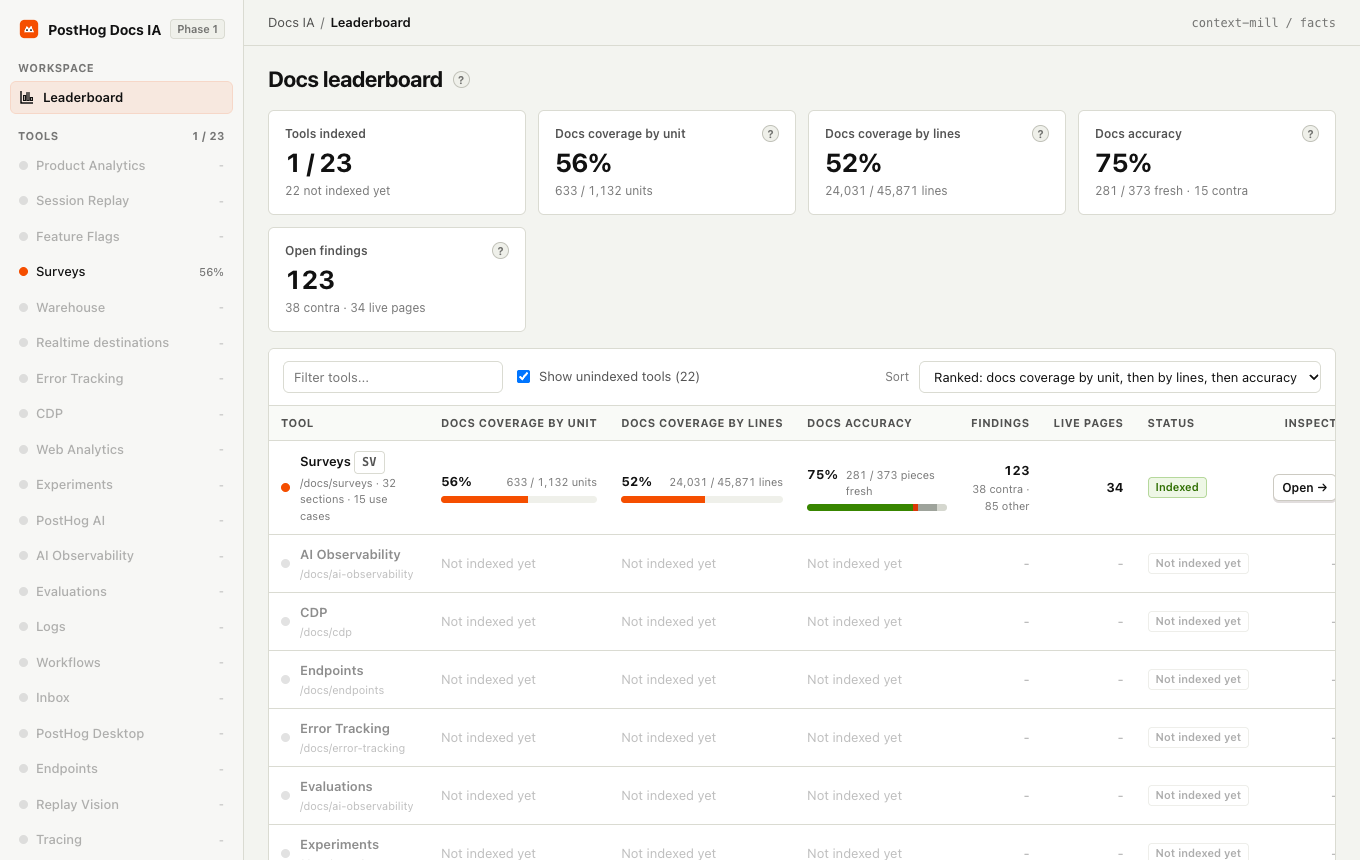 PostHog Docs IA Phase 1
WORKSPACE
Leaderboard
TOOLS 1 / 23
Product Analytics -
Session Replay -
Feature Flags -
Surveys 56%
Warehouse -
Realtime destinations -
Error Tracking -
CDP -
Web Analytics -
Experiments -
PostHog AI -
AI Observability -
Evaluations -
Logs -
Workflows -
Inbox -
PostHog Desktop -
Endpoints -
Replay Vision -
Tracing -
Docs IA / Leaderboard
context-mill / facts
Docs leaderboard ?
Tools indexed
1 / 23
22 not indexed yet
Docs coverage by unit ?
56%
633 / 1,132 units
Docs coverage by lines ?
52%
24,031 / 45,871 lines
Docs accuracy ?
75%
281 / 373 fresh · 15 contra
Open findings ?
123
38 contra · 34 live pages
Filter tools...
Show unindexed tools (22)
Sort
Ranked: docs coverage by unit, then by lines, then accuracy
TOOL DOCS COVERAGE BY UNIT DOCS COVERAGE BY LINES DOCS ACCURACY FINDINGS LIVE PAGES STATUS INSPECT
Surveys SV
/docs/surveys · 32
sections · 15 use
cases
56% 633 / 1,132 units
52% 24,031 / 45,871 lines
75% 281 / 373 pieces
fresh
123
38 contra ·
85 other
34
Indexed
Open →
AI Observability
/docs/ai-observability
Not indexed yet Not indexed yet Not indexed yet - - Not indexed yet -
CDP
/docs/cdp
Not indexed yet Not indexed yet Not indexed yet - - Not indexed yet -
Endpoints
/docs/endpoints
Not indexed yet Not indexed yet Not indexed yet - - Not indexed yet -
Error Tracking
/docs/error-tracking
Not indexed yet Not indexed yet Not indexed yet - - Not indexed yet -
Evaluations
/docs/ai-observability
Not indexed yet Not indexed yet Not indexed yet - - Not indexed yet -
Experiments
Not indexed yet Not indexed yet Not indexed yet - - Not indexed yet -